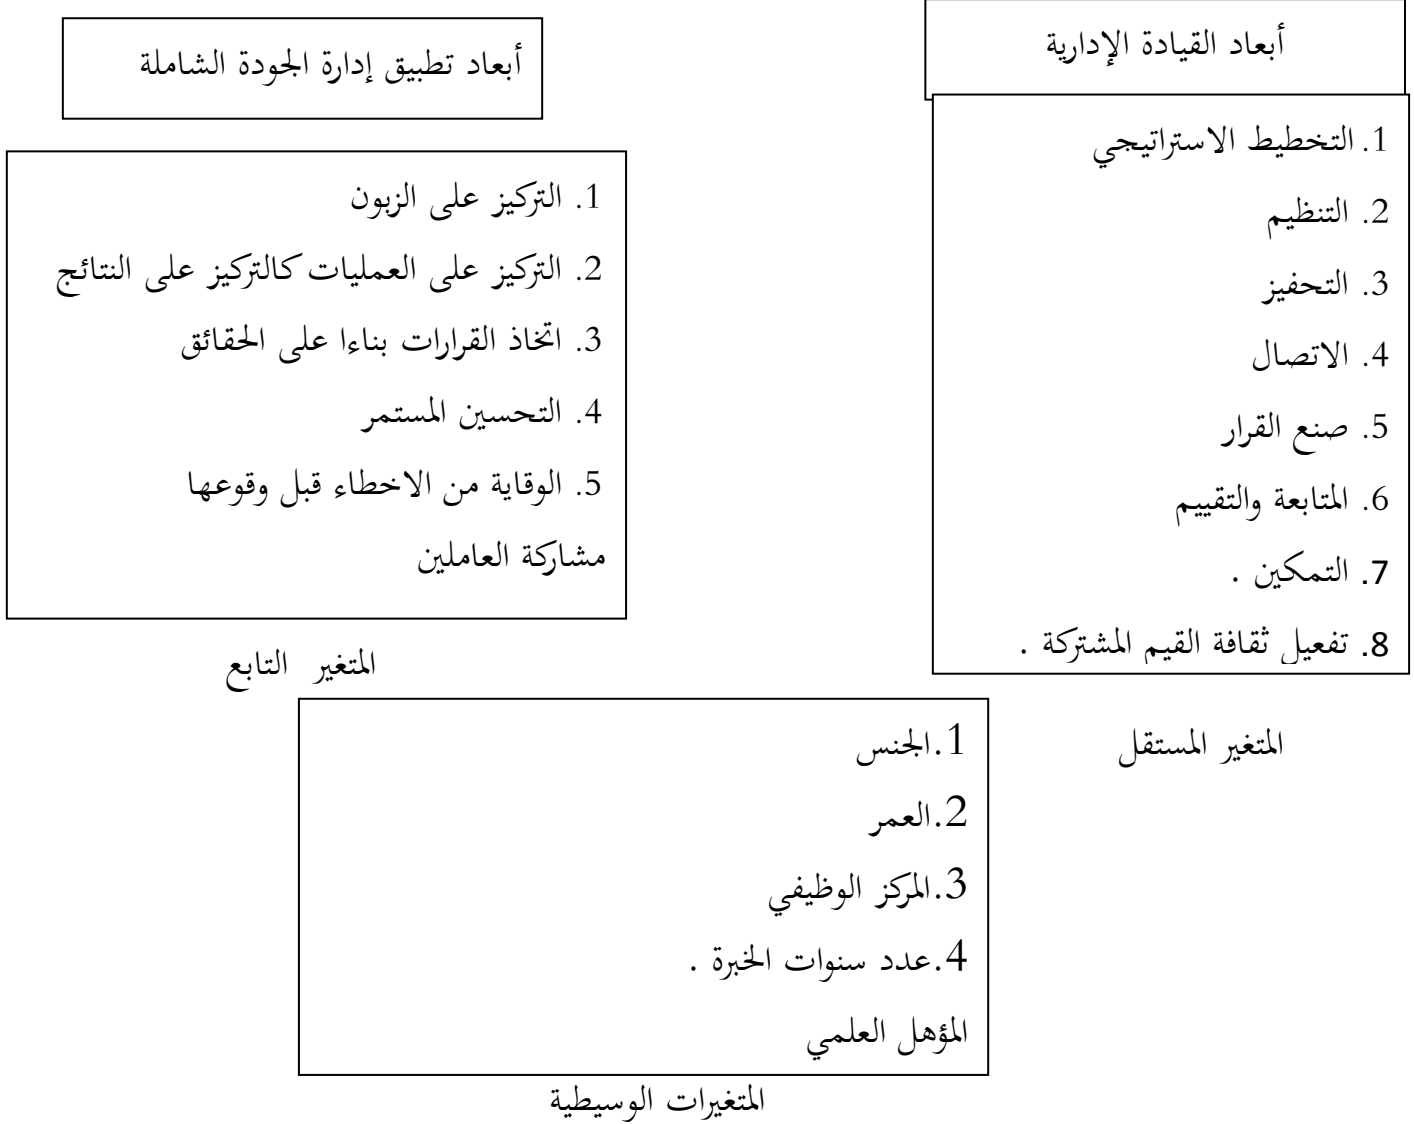 أبعاد القيادة الإدارية
1. التخطيط الاستراتيجي
2. التنظيم
3. التحفيز
4. الاتصال
5. صنع القرار
6. المتابعة والتقييم
7. التمكين .
8. تفعيل ثقافة القيم المشتركة .
المتغير المستقل
أبعاد تطبيق إدارة الجودة الشاملة
1. التركيز على الزبون
2. التركيز على العمليات كالتركيز على النتائج
3. اتخاذ القرارات بناءا على الحقائق
4. التحسين المستمر
5. الوقاية من الاخطاء قبل وقوعها
مشاركة العاملين
المتغير التابع
1.الجنس
2.العمر
3.المركز الوظيفي
4.عدد سنوات الخبرة .
المؤهل العلمي
المتغيرات الوسيطية